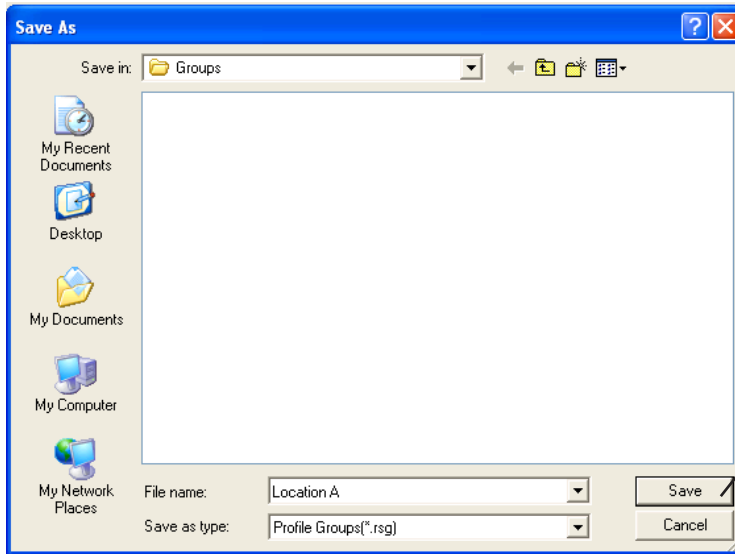 Save As
Save in: Groups
My Recent
Documents
Desktop
My Documents
My Computer
My Network
Places
File name: Location A
Save as type: Profile Groups(*.rsg)
Save
Cancel